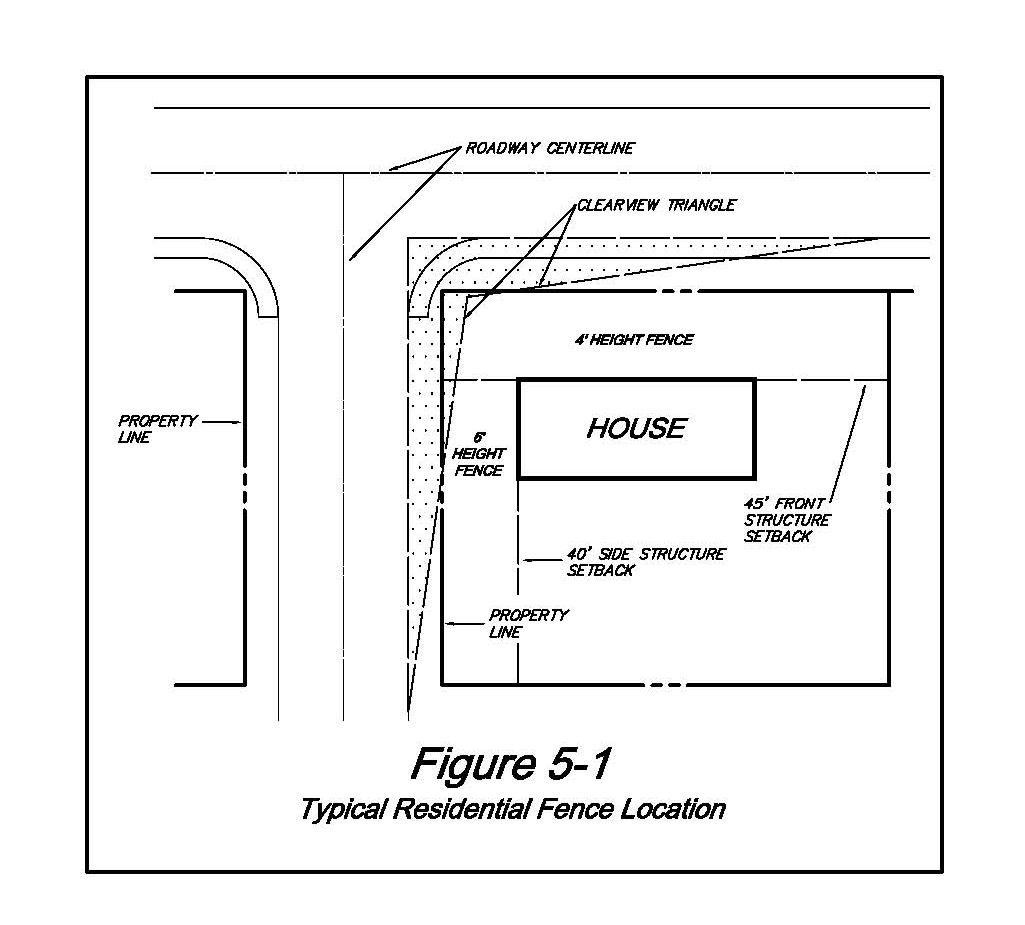 ROADWAY CENTERLINE
CLEARVIEW TRIANGLE
4' HEIGHT FENCE
PROPERTY
LINE
HOUSE
6'
HEIGHT
FENCE
45' FRONT
STRUCTURE
SETBACK
40' SIDE STRUCTURE
SETBACK
PROPERTY
LINE
Figure 5-1
Typical Residential Fence Location